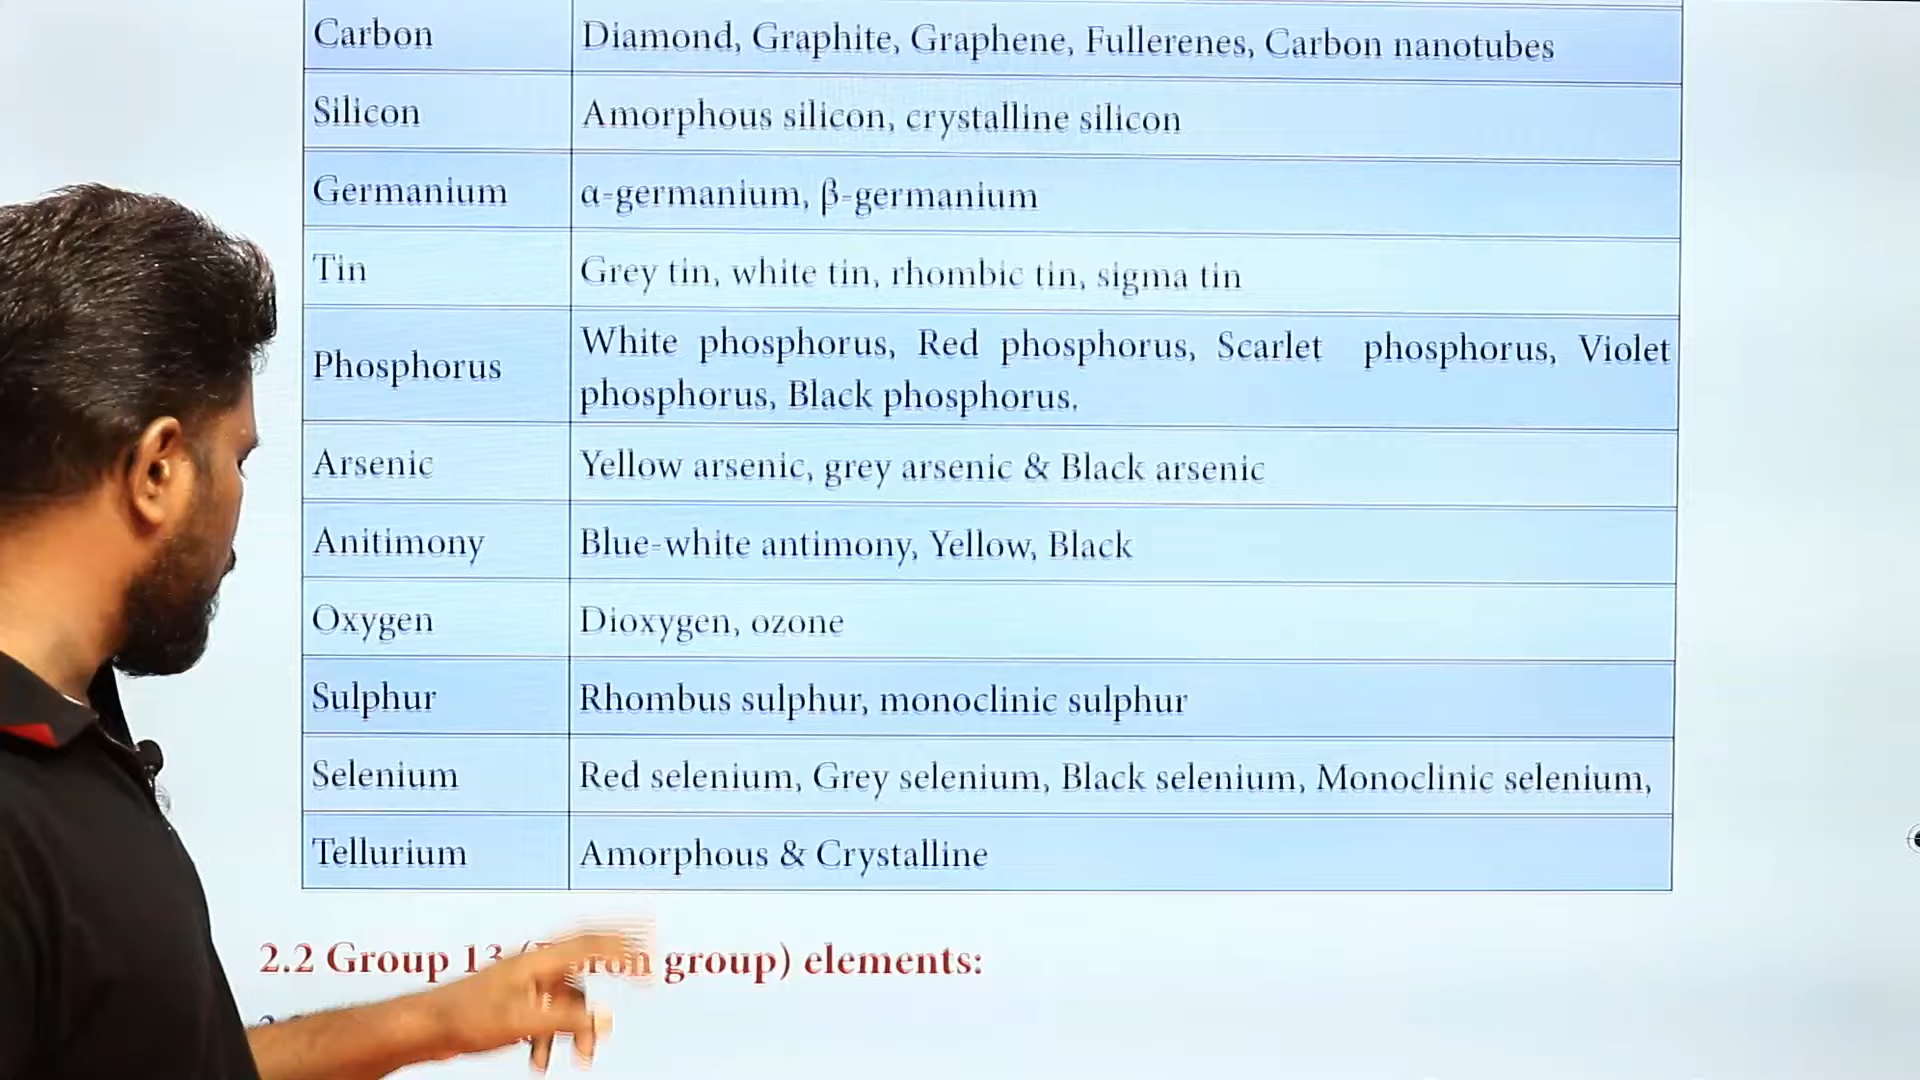 Carbon
Diamond, Graphite, Graphene, Fullerenes, Carbon nanotubes
Silicon
Amorphous silicon, crystalline silicon
Germanium
α-germanium, β-germanium
Tin
Grey tin, white tin, rhombic tin, sigma tin
Phosphorus
White phosphorus, Red phosphorus, Scarlet phosphorus, Violet
phosphorus, Black phosphorus.
Arsenic
Yellow arsenic, grey arsenic & Black arsenic
Anitimony
Blue-white antimony, Yellow, Black
Oxygen
Dioxygen, ozone
Sulphur
Rhombus sulphur, monoclinic sulphur
Selenium
Red selenium, Grey selenium, Black selenium, Monoclinic selenium,
Tellurium
Amorphous & Crystalline
2.2 Group 13 group) elements: